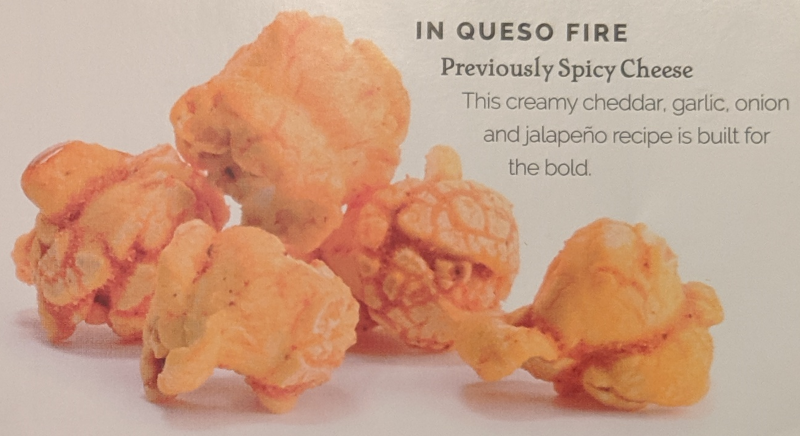 IN QUESO FIRE
Previously Spicy Cheese
This creamy cheddar, garlic, onion
and jalapeño recipe is built for
the bold.